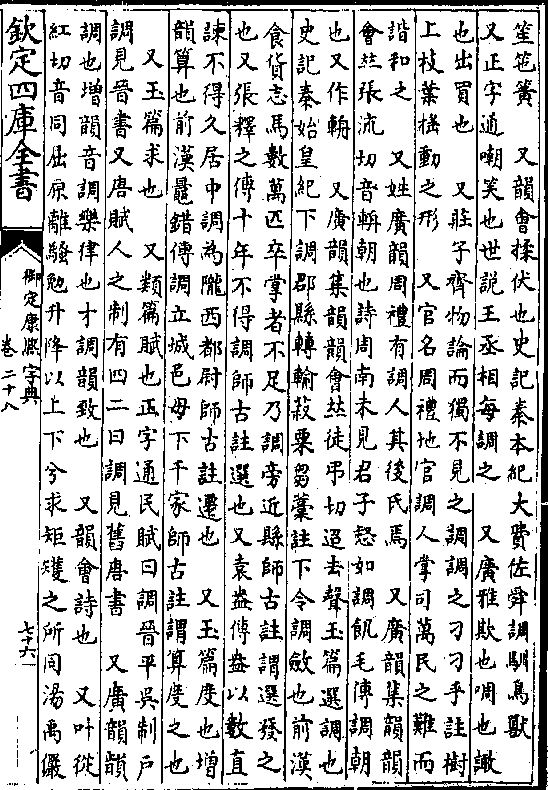 笙笆簧　又韻會揉伏也史記秦本紀大費佐舜調馴鳥獸
又正字通嘲笑也世說王丞相每調之　又廣雅欺也啁也譀
也出買也　又莊子齊物論而獨不見之調調之刁刁乎註樹
上枝葉搖動之形　又官名周禮地官調人掌司萬民之難而
諧和之　又姓廣韻周禮有調人其後氏焉　又廣韻集韻韻
會𠀤張流切音輈朝也詩周南未見君子惄如調飢毛傳調朝
也又作輖　又廣韻集韻韻會𠀤徒弔切迢去聲玉篇選調也
史記秦始皇紀下調郡縣轉輸菽粟芻藁註下令調斂也前漢
食貨志馬數萬匹卒掌者不足乃調旁近縣師古註謂選發之
也又張釋之傳十年不得調師古註選也又袁盎傳盎以數直
諫不得久居中調為隴西都尉師古註遷也　又玉篇度也增
韻算也前漢鼂錯傳調立城邑毋下千家師古註謂算度之也
又玉篇求也　又類篇賦也正字通民賦曰調晉平吳制戶
調見晉書又唐賦人之制有四二曰調見舊唐書　又廣韻韻
調也增韻音調樂律也才調韻致也　又韻會詩也　又叶從
紅切音同屈原離騷勉升降以上下兮求矩矱之所同湯禹儼
欽定四庫全書
御定康熙字典
卷二十八
七十六